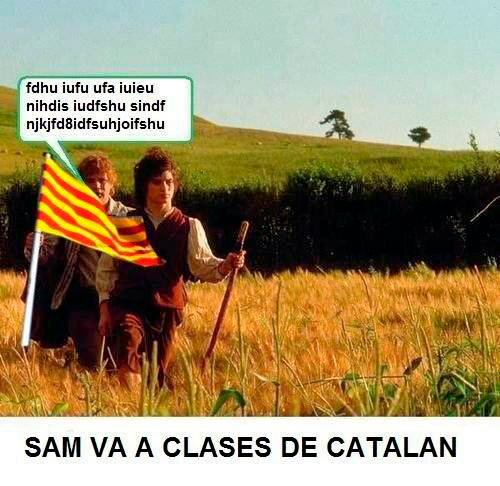 fdhu iufu ufa iuieu
nihdis iudfshu sindf
njkjfd8idfsuhjoifshu
SAM VA A CLASES DE CATALAN